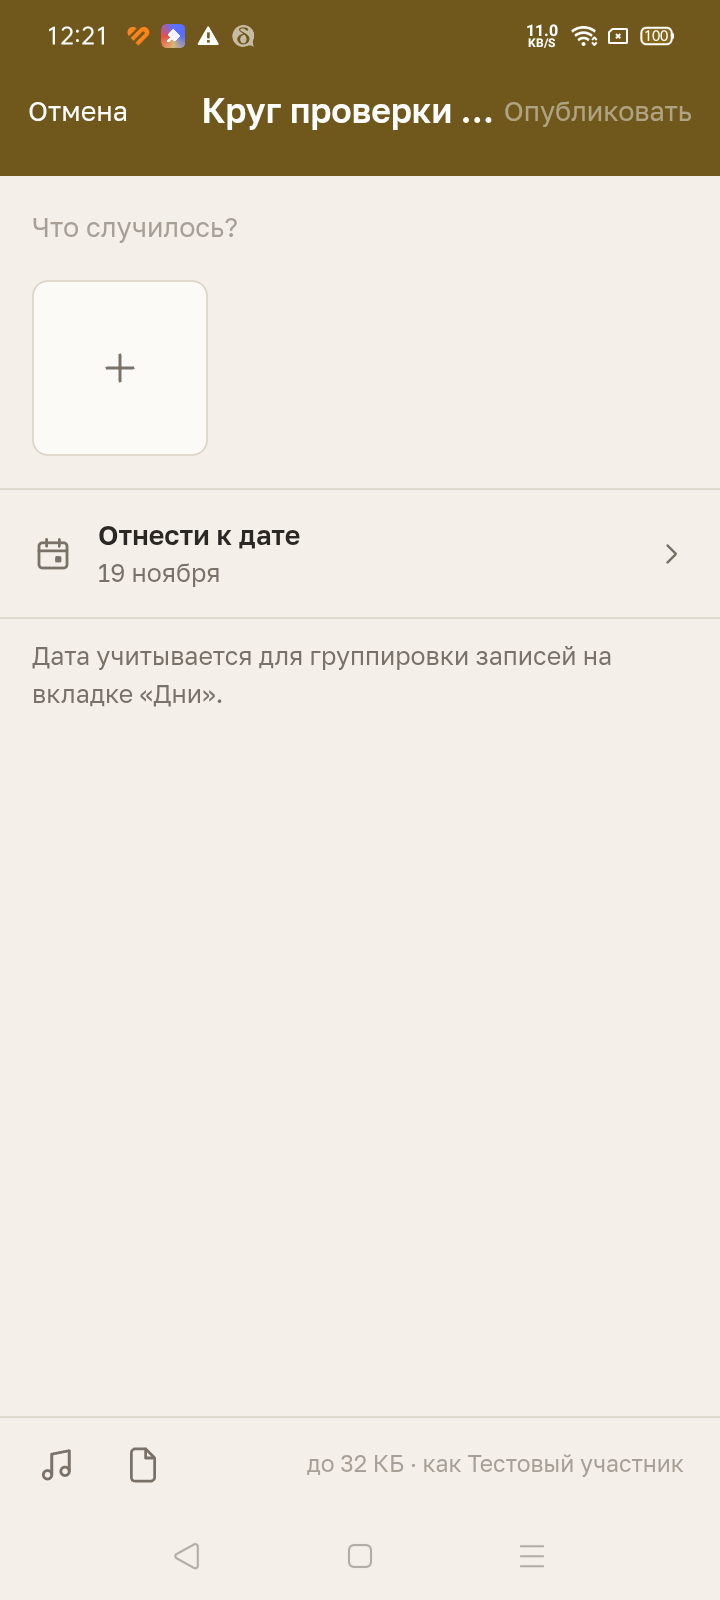 12:21
11.0
KB/S
100
Отмена
Круг проверки ...
Опубликовать
Что случилось?
Отнести к дате
19 ноября
Дата учитывается для группировки записей на
вкладке «Дни».
до 32 КБ · как Тестовый участник